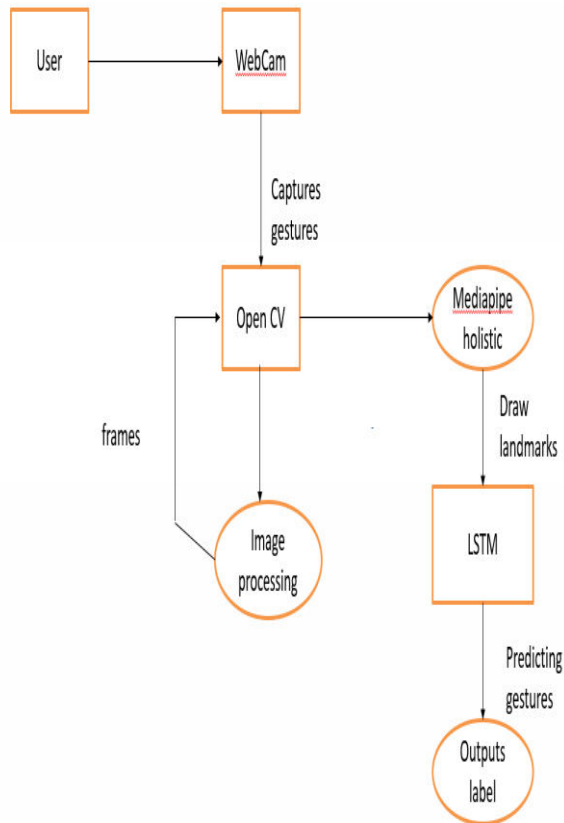 User
WebCam
Captures
gestures
Open CV
Mediapipe
holistic
frames
Draw
landmarks
Image
processing
LSTM
Predicting
gestures
Outputs
label